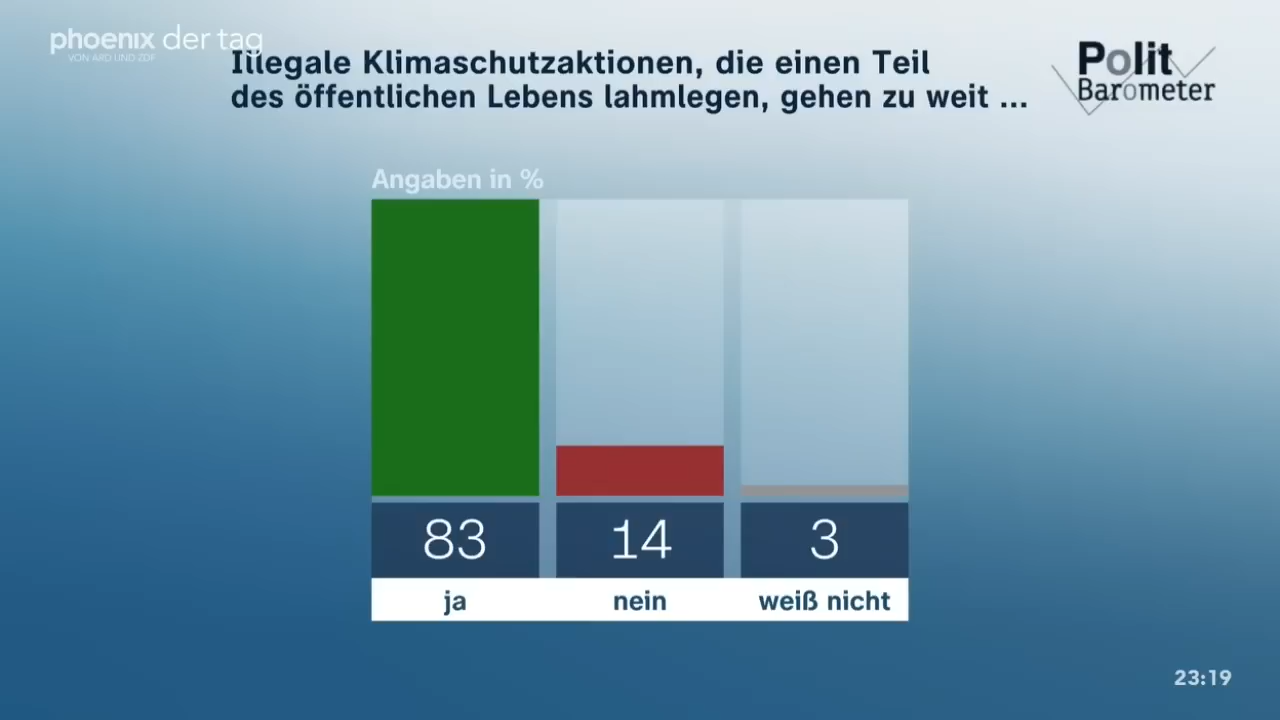 phoenix der tag
VON ARD UND ZDF
Illegale Klimaschutzaktionen, die einen Teil
des öffentlichen Lebens lahmlegen, gehen zu weit ...
Polit
Barometer
Angaben in %
83 14 3
ja nein weiß nicht
23:19